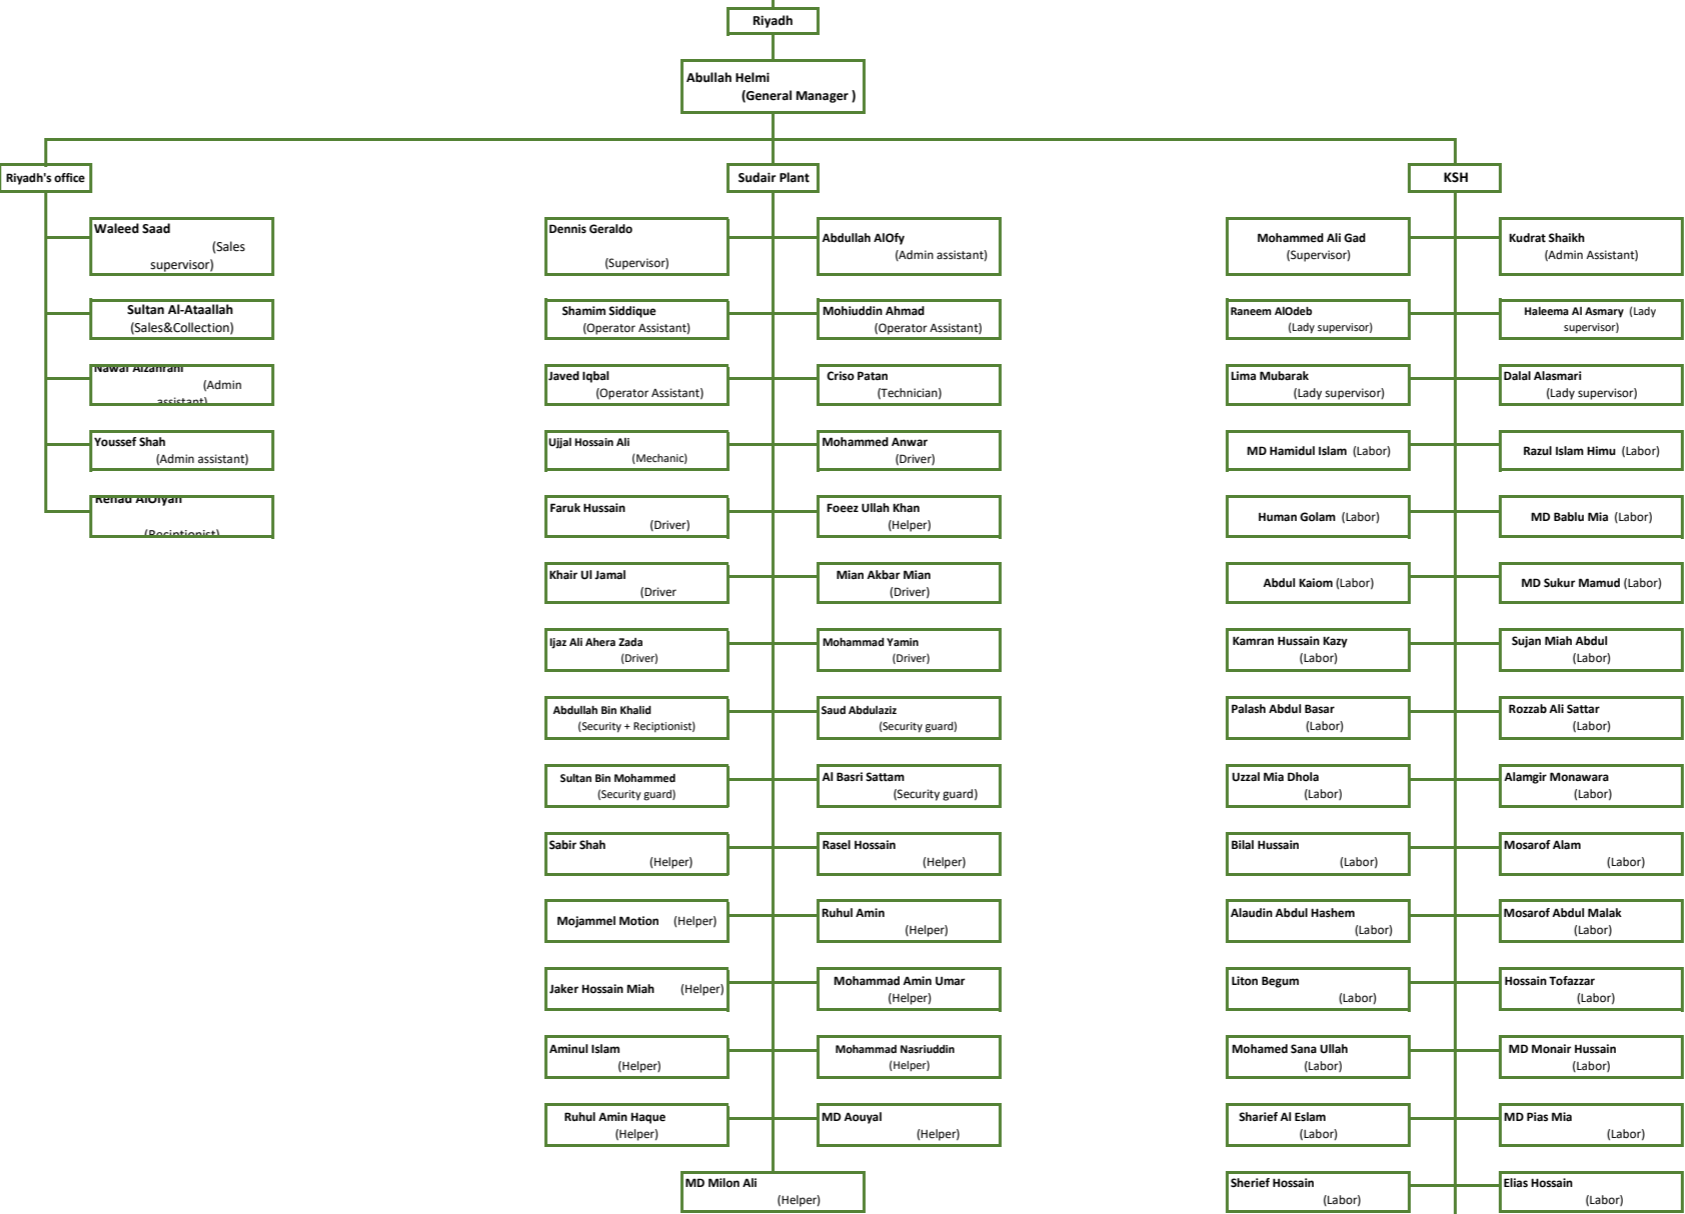 Riyadh
Abullah Helmi
(General Manager )
Riyadh's office
Waleed Saad
(Sales
supervisor)
Sultan Al-Ataallah
(Sales&Collection)
Nawaf Alzahrani
(Admin
assistant)
Youssef Shah
(Admin assistant)
Renad AlOfyan
(Reciptionist)
Sudair Plant
Dennis Geraldo
(Supervisor)
Abdullah AlOfy
(Admin assistant)
Shamim Siddique
(Operator Assistant)
Mohiuddin Ahmad
(Operator Assistant)
Javed Iqbal
(Operator Assistant)
Criso Patan
(Technician)
Ujjal Hossain Ali
(Mechanic)
Mohammed Anwar
(Driver)
Faruk Hussain
(Driver)
Foeez Ullah Khan
(Helper)
Khair Ul Jamal
(Driver
Mian Akbar Mian
(Driver)
Ijaz Ali Ahera Zada
(Driver)
Mohammad Yamin
(Driver)
Abdullah Bin Khalid
(Security + Reciptionist)
Saud Abdulaziz
(Security guard)
Sultan Bin Mohammed
(Security guard)
Al Basri Sattam
(Security guard)
Sabir Shah
(Helper)
Rasel Hossain
(Helper)
Mojammel Motion (Helper)
Ruhul Amin
(Helper)
Jaker Hossain Miah (Helper)
Mohammad Amin Umar
(Helper)
Aminul Islam
(Helper)
Mohammad Nasriuddin
(Helper)
Ruhul Amin Haque
(Helper)
MD Aouyal
(Helper)
MD Milon Ali
(Helper)
KSH
Mohammed Ali Gad
(Supervisor)
Kudrat Shaikh
(Admin Assistant)
Raneem AlOdeb
(Lady supervisor)
Haleema Al Asmary (Lady
supervisor)
Lima Mubarak
(Lady supervisor)
Dalal Alasmari
(Lady supervisor)
MD Hamidul Islam (Labor)
Razul Islam Himu (Labor)
Human Golam (Labor)
MD Bablu Mia (Labor)
Abdul Kaiom (Labor)
MD Sukur Mamud (Labor)
Kamran Hussain Kazy
(Labor)
Sujan Miah Abdul
(Labor)
Palash Abdul Basar
(Labor)
Rozzab Ali Sattar
(Labor)
Uzzal Mia Dhola
(Labor)
Alamgir Monawara
(Labor)
Bilal Hussain
(Labor)
Mosarof Alam
(Labor)
Alaudin Abdul Hashem
(Labor)
Mosarof Abdul Malak
(Labor)
Liton Begum
(Labor)
Hossain Tofazzar
(Labor)
Mohamed Sana Ullah
(Labor)
MD Monair Hussain
(Labor)
Sharief Al Eslam
(Labor)
MD Pias Mia
(Labor)
Sherief Hossain
(Labor)
Elias Hossain
(Labor)